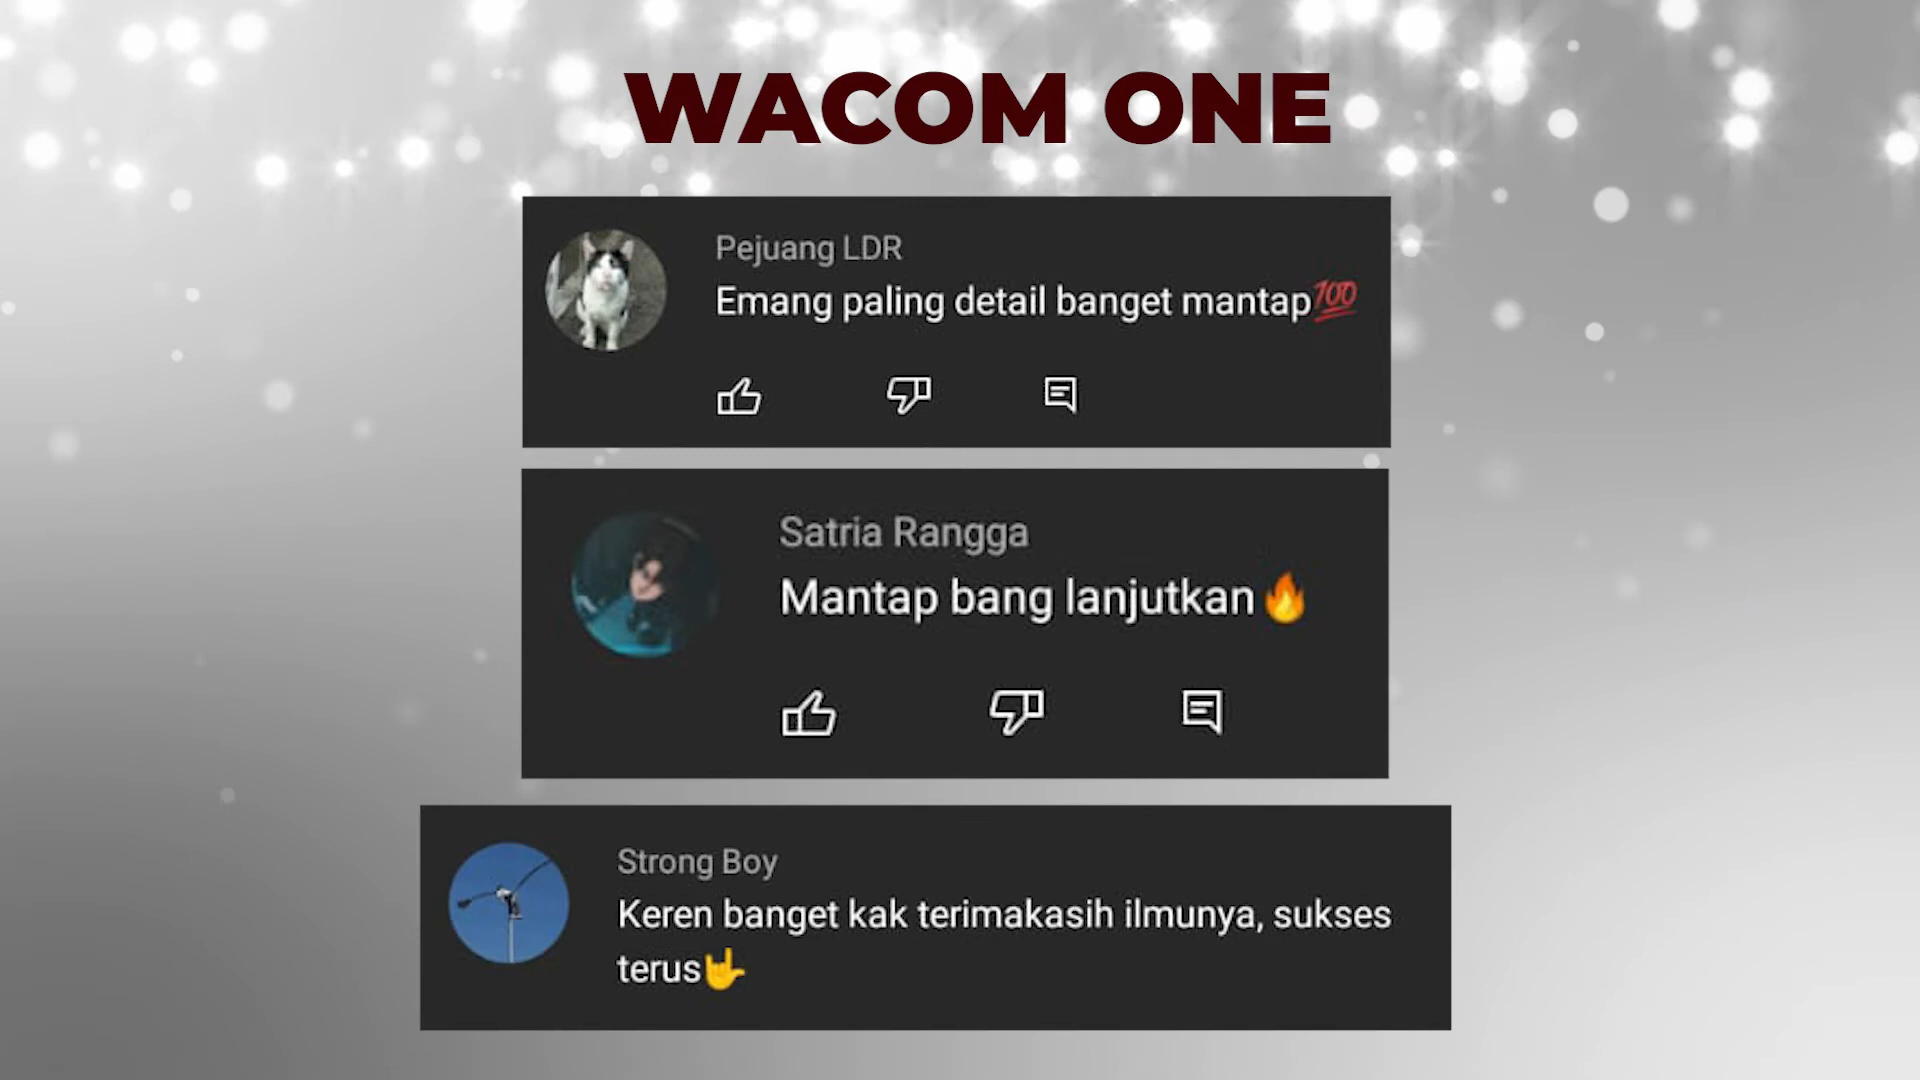 WACOM ONE
Pejuang LDR
Emang paling detail banget mantap💯
Satria Rangga
Mantap bang lanjutkan🔥
Strong Boy
Keren banget kak terimakasih ilmunya, sukses
terus🤟